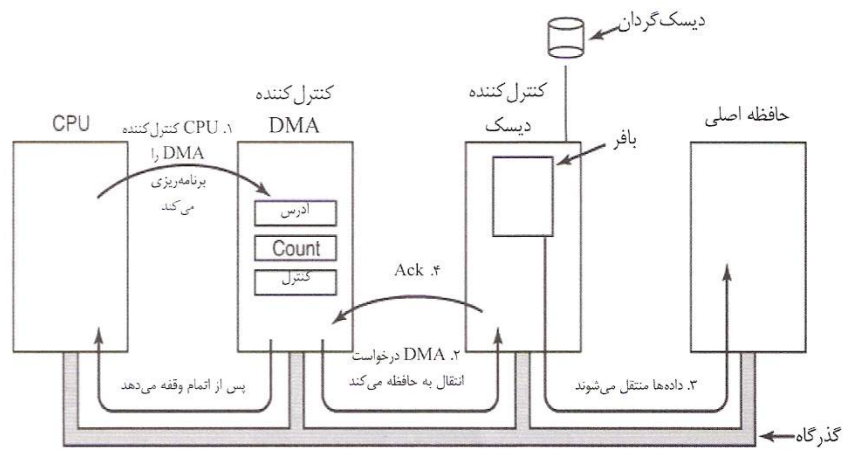 دیسک‌گردان
CPU
کنترل‌کننده
DMA
کنترل‌کننده
دیسک
حافظه اصلی
بافر
۱. CPU کنترل‌کننده
DMA را
برنامه‌ریزی
می‌کند
ادرس
Count
کنترل
۴. Ack
۲. DMA درخواست
انتقال به حافظه می‌کند
۳. داده‌ها منتقل می‌شوند
پس از اتمام وقفه می‌دهد
گذرگاه